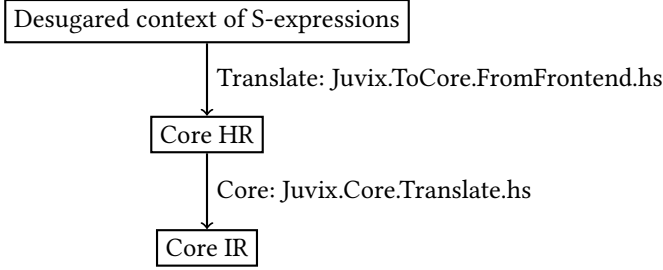 Desugared context of S-expressions
Translate: Juvix.ToCore.FromFrontend.hs
Core HR
Core: Juvix.Core.Translate.hs
Core IR